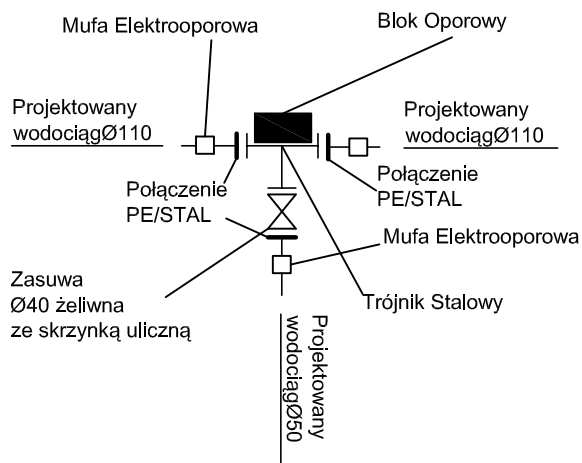 Mufa Elektrooporowa
Blok Oporowy
Projektowany
wodociągØ110
Projektowany
wodociągØ110
Połączenie
PE/STAL
Połączenie
PE/STAL
Mufa Elektrooporowa
Zasuwa
Ø40 żeliwna
ze skrzynką uliczną
Trójnik Stalowy
Projektowany
wodociągØ50